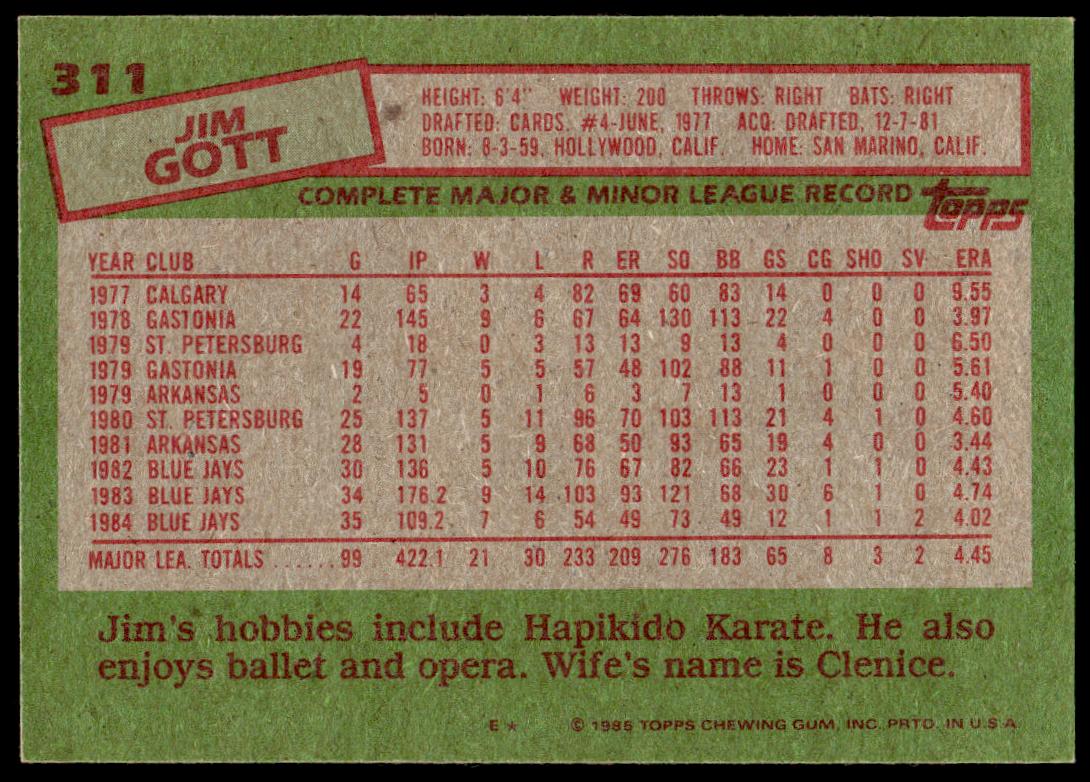 311
JIM
GOTT
HEIGHT: 6'4" WEIGHT: 200 THROWS: RIGHT BATS: RIGHT
DRAFTED: CARDS, #4-JUNE, 1977 ACQ: DRAFTED, 12-7-81
BORN: 8-3-59, HOLLYWOOD, CALIF. HOME: SAN MARINO, CALIF.
COMPLETE MAJOR & MINOR LEAGUE RECORD topps
YEAR CLUB G IP W L R ER SO BB GS CG SHO SV ERA
1977 CALGARY 14 65 3 4 82 69 60 83 14 0 0 0 9.55
1978 GASTONIA 22 145 9 6 67 64 130 113 22 4 0 0 3.97
1979 ST. PETERSBURG 4 18 0 3 13 13 9 13 4 0 0 0 6.50
1979 GASTONIA 19 77 5 5 57 48 102 88 11 1 0 0 5.61
1979 ARKANSAS 2 5 0 1 6 3 7 13 1 0 0 0 5.40
1980 ST. PETERSBURG 25 137 5 11 96 70 103 113 21 4 1 0 4.60
1981 ARKANSAS 28 131 5 9 68 50 93 65 19 4 0 0 3.44
1982 BLUE JAYS 30 136 5 10 76 67 82 66 23 1 1 0 4.43
1983 BLUE JAYS 34 176.2 9 14 103 93 121 68 30 6 1 0 4.74
1984 BLUE JAYS 35 109.2 7 6 54 49 73 49 12 1 1 2 4.02
MAJOR LEA. TOTALS ......99 422.1 21 30 233 209 276 183 65 8 3 2 4.45
Jim's hobbies include Hapikido Karate. He also
enjoys ballet and opera. Wife's name is Clenice.
E * © 1985 TOPPS CHEWING GUM, INC. PRTD. IN U.S.A.